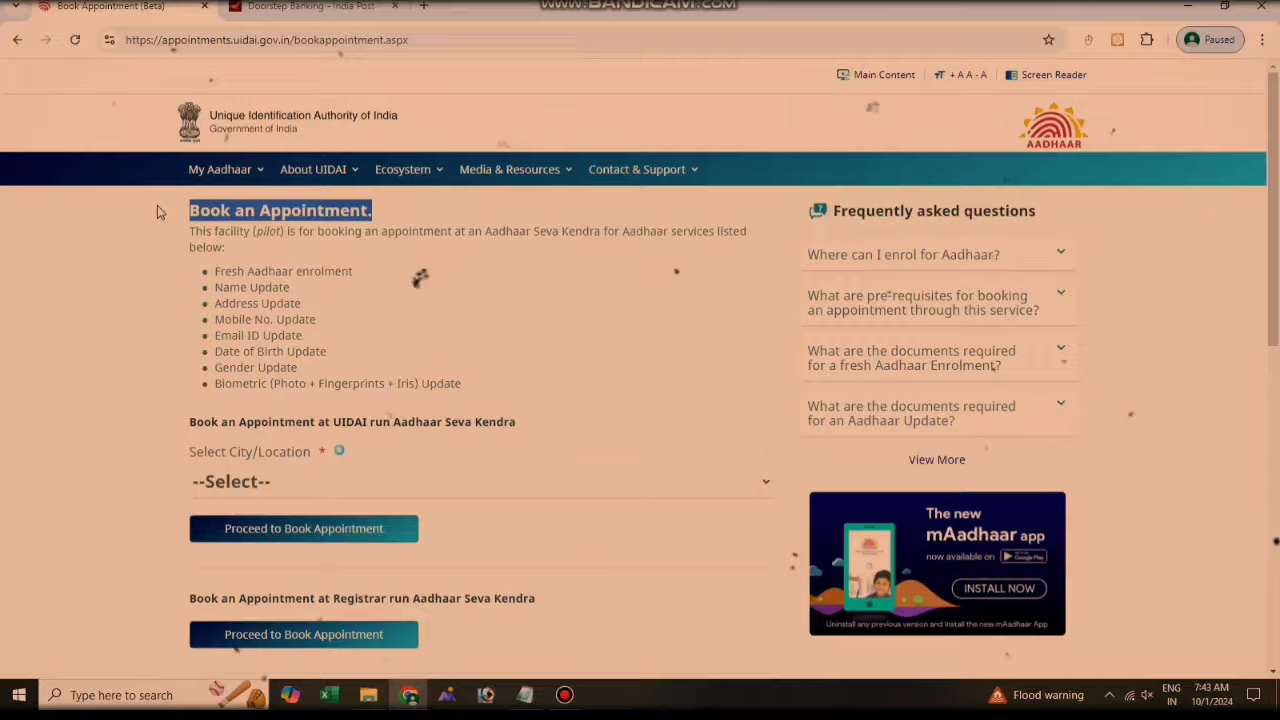 WWW.BANDICAM.COM
Book Appointment (Beta)
Doorstep Banking – India Post
https://appointments.uidai.gov.in/bookappointment.aspx
Paused
Main Content
+ A A - A
Screen Reader
Unique Identification Authority of India
Government of India
AADHAAR
My Aadhaar
About UIDAI
Ecosystem
Media & Resources
Contact & Support
Book an Appointment.
This facility (pilot) is for booking an appointment at an Aadhaar Seva Kendra for Aadhaar services listed
below:
Fresh Aadhaar enrolment
Name Update
Address Update
Mobile No. Update
Email ID Update
Date of Birth Update
Gender Update
Biometric (Photo + Fingerprints + Iris) Update
Book an Appointment at UIDAI run Aadhaar Seva Kendra
Select City/Location *
--Select--
Proceed to Book Appointment
Book an Appointment at Registrar run Aadhaar Seva Kendra
Proceed to Book Appointment
Frequently asked questions
Where can I enrol for Aadhaar?
What are pre-requisites for booking
an appointment through this service?
What are the documents required
for a fresh Aadhaar Enrolment?
What are the documents required
for an Aadhaar Update?
View More
The new
mAadhaar app
now available on
Google Play
INSTALL NOW
Uninstall any previous version and Install the new mAadhaar App
Type here to search
Flood warning
ENG
IN
7:43 AM
10/1/2024